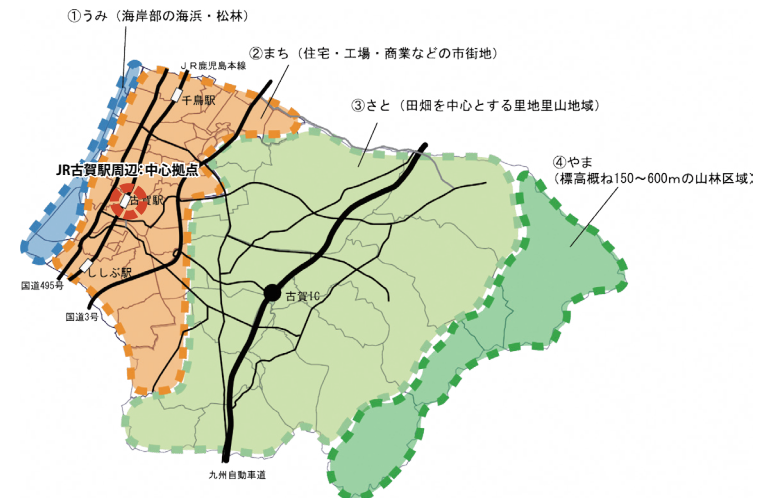 ①うみ（海岸部の海浜・松林）
②まち（住宅・工場・商業などの市街地）
ＪＲ鹿児島本線
千鳥駅
③さと（田畑を中心とする里地里山地域）
④やま
（標高概ね150～600ｍの山林区域）
JR古賀駅周辺：中心拠点
古賀駅
ししぶ駅
国道495号
国道3号
古賀IC
九州自動車道